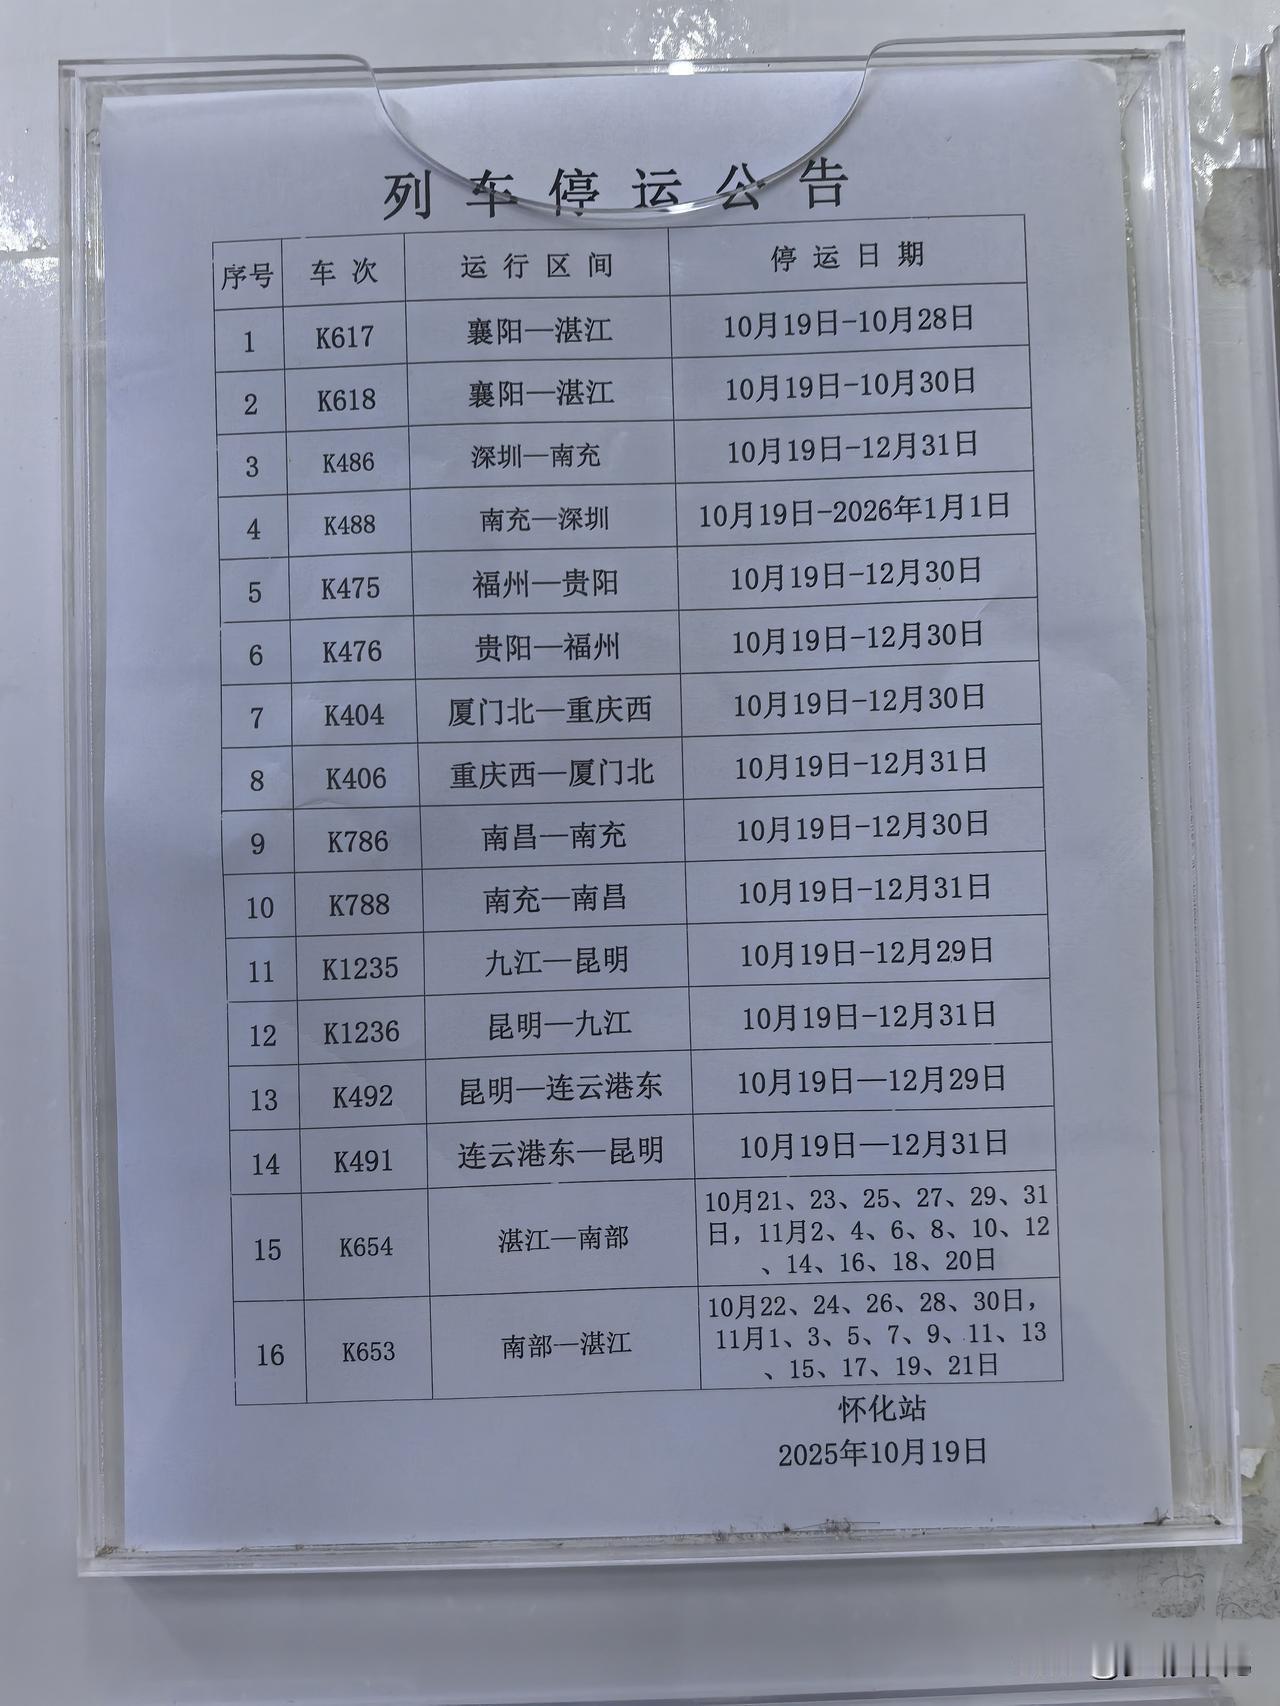 列车停运公告
序号 车次 运行区间 停运日期
1 K617 襄阳—湛江 10月19日-10月28日
2 K618 襄阳—湛江 10月19日-10月30日
3 K486 深圳—南充 10月19日-12月31日
4 K488 南充—深圳 10月19日-2026年1月1日
5 K475 福州—贵阳 10月19日-12月30日
6 K476 贵阳—福州 10月19日-12月30日
7 K404 厦门北—重庆西 10月19日-12月30日
8 K406 重庆西—厦门北 10月19日-12月31日
9 K786 南昌—南充 10月19日-12月30日
10 K788 南充—南昌 10月19日-12月31日
11 K1235 九江—昆明 10月19日-12月29日
12 K1236 昆明—九江 10月19日-12月31日
13 K492 昆明—连云港东 10月19日—12月29日
14 K491 连云港东—昆明 10月19日—12月31日
15 K654 湛江—南部 10月21、23、25、27、29、31
日，11月2、4、6、8、10、12
、14、16、18、20日
16 K653 南部—湛江 10月22、24、26、28、30日，
11月1、3、5、7、9、11、13
、15、17、19、21日
怀化站
2025年10月19日